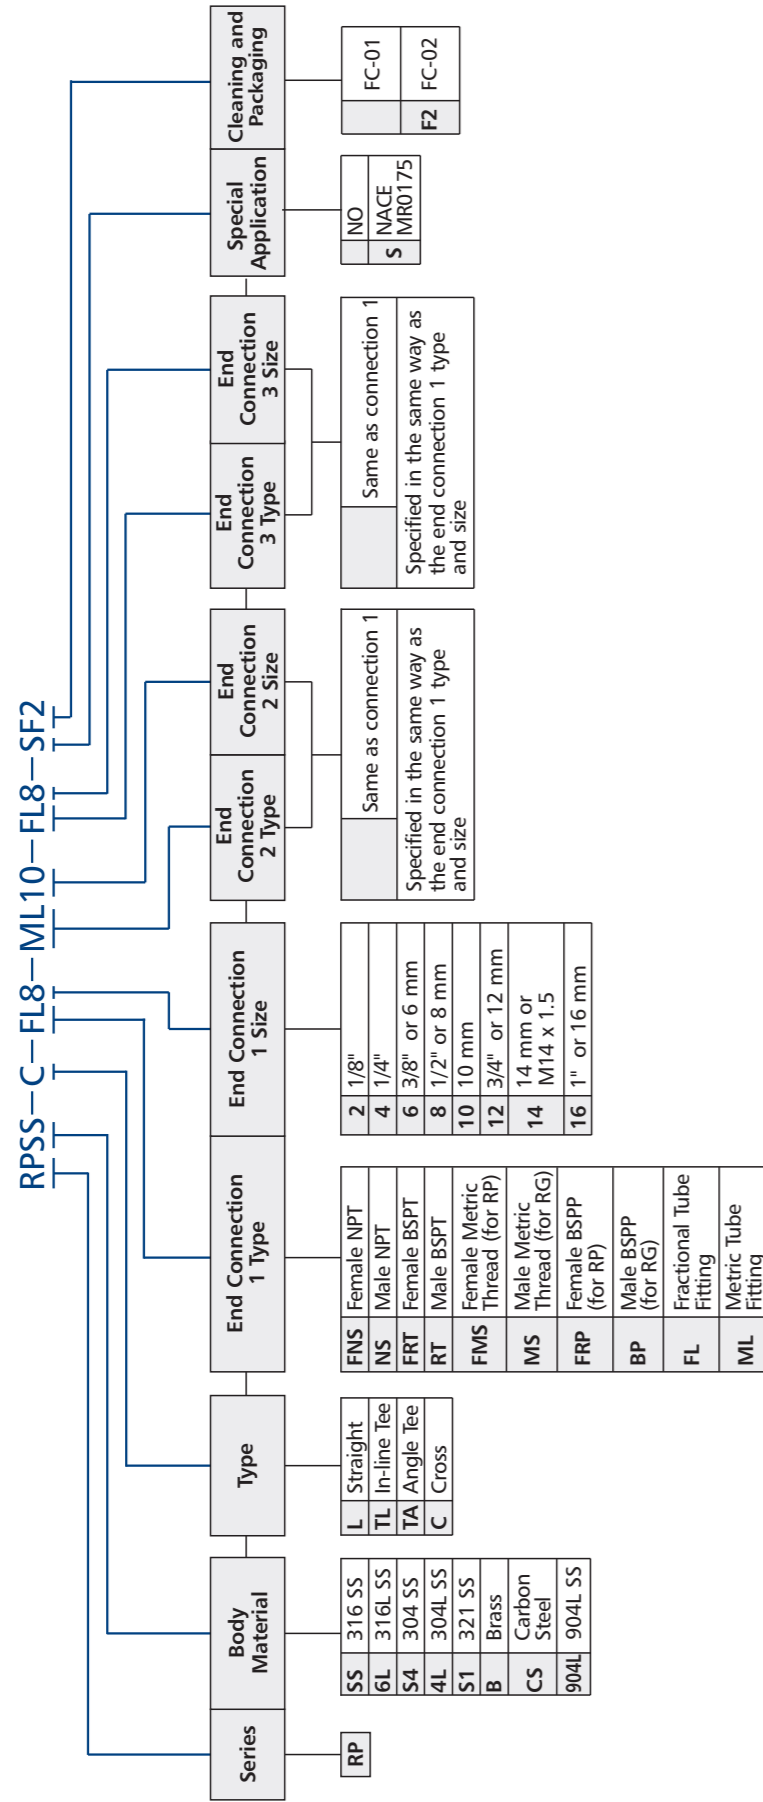 RPSS—C—FL8—ML10—FL8—SF2
Series
RP
Body
Material
SS 316 SS
6L 316L SS
S4 304 SS
4L 304L SS
S1 321 SS
B Brass
CS Carbon
Steel
904L 904L SS
Type
L Straight
TL In-line Tee
TA Angle Tee
C Cross
End Connection
1 Type
FNS Female NPT
NS Male NPT
FRT Female BSPT
RT Male BSPT
FMS Female Metric
Thread (for RP)
MS Male Metric
Thread (for RG)
FRP Female BSPP
(for RP)
BP Male BSPP
(for RG)
FL Fractional Tube
Fitting
ML Metric Tube
Fitting
End Connection
1 Size
2 1/8"
4 1/4"
6 3/8" or 6 mm
8 1/2" or 8 mm
10 10 mm
12 3/4" or 12 mm
14 14 mm or
M14 x 1.5
16 1" or 16 mm
End
Connection
2 Type
End
Connection
2 Size
Same as connection 1
Specified in the same way as
the end connection 1 type
and size
End
Connection
3 Type
End
Connection
3 Size
Same as connection 1
Specified in the same way as
the end connection 1 type
and size
Special
Application
NO
S NACE
MR0175
Cleaning and
Packaging
FC-01
F2 FC-02